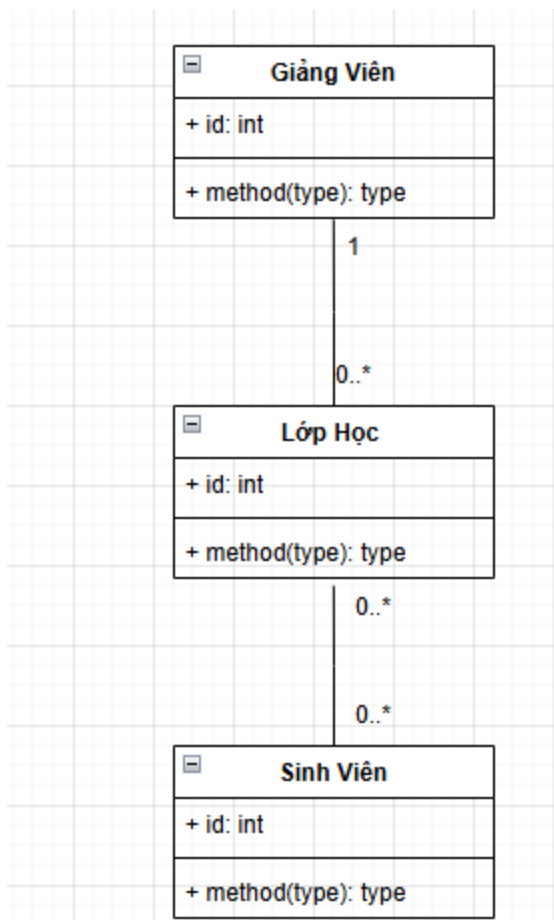 Giảng Viên
+ id: int
+ method(type): type
1
0..*
Lớp Học
+ id: int
+ method(type): type
0..*
0..*
Sinh Viên
+ id: int
+ method(type): type